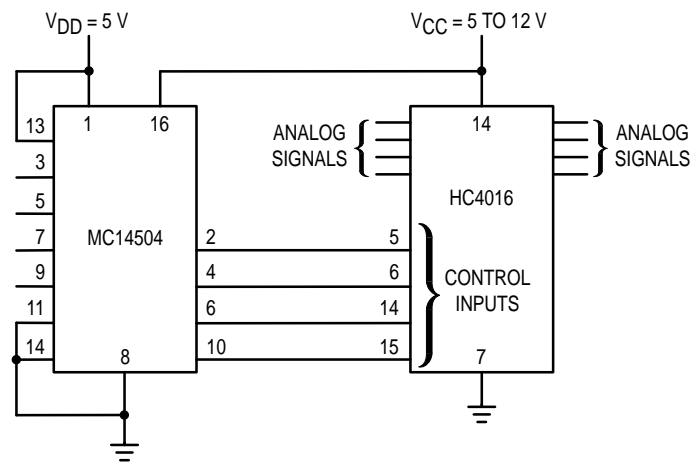 VDD = 5 V
VCC = 5 TO 12 V
13
1
16
14
ANALOG
SIGNALS
ANALOG
SIGNALS
3
5
HC4016
7
MC14504
2
5
9
4
6
CONTROL
INPUTS
11
6
14
14
8
10
15
7